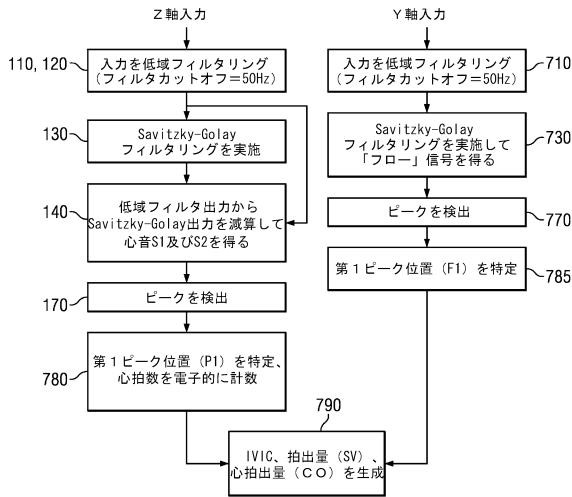 Z軸入力
110, 120
入力を低域フィルタリング
(フィルタカットオフ=50Hz)
130
Savitzky-Golay
フィルタリングを実施
140
低域フィルタ出力から
Savitzky-Golay出力を減算して
心音S1及びS2を得る
170
ピークを検出
780
第1ピーク位置(P1)を特定、
心拍数を電子的に計数
Y軸入力
710
入力を低域フィルタリング
(フィルタカットオフ=50Hz)
730
Savitzky-Golay
フィルタリングを実施して
「フロー」信号を得る
770
ピークを検出
785
第1ピーク位置(F1)を特定
790
IVIC、拍出量(SV)、
心拍出量(CO)を生成